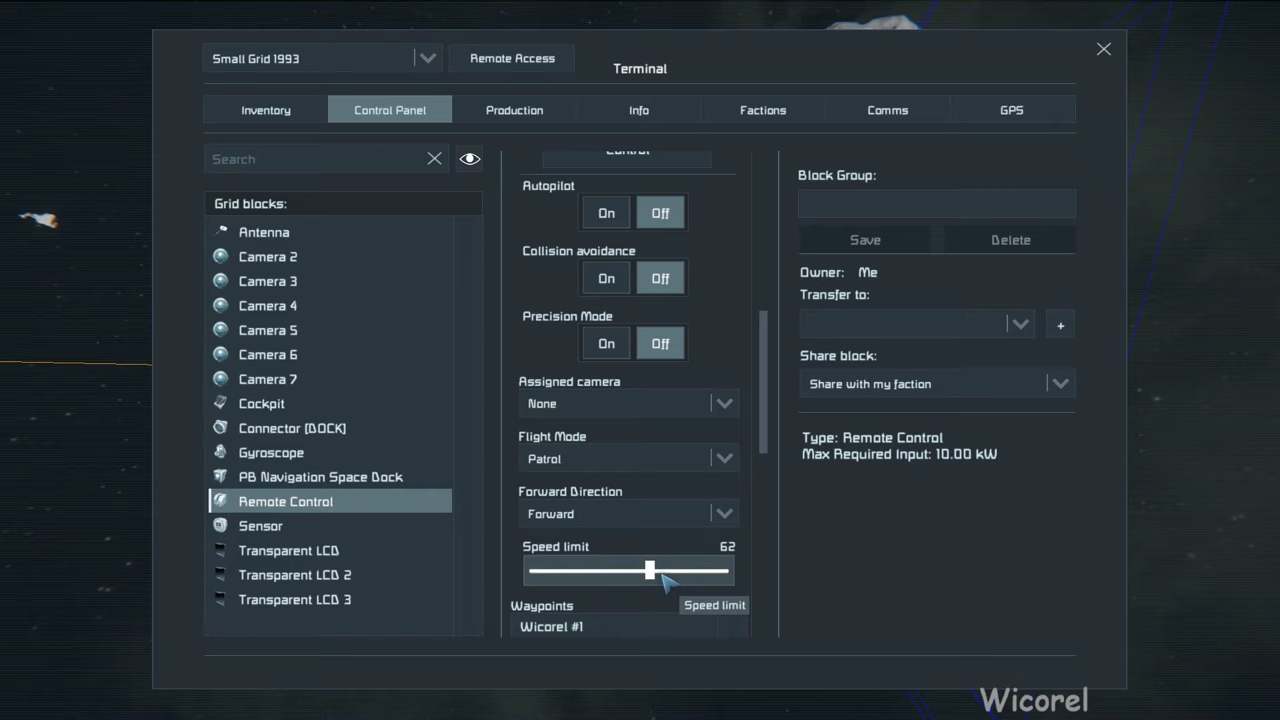 Small Grid 1993
Remote Access
Terminal
Inventory
Control Panel
Production
Info
Factions
Comms
GPS
Search
Grid blocks:
Antenna
Camera 2
Camera 3
Camera 4
Camera 5
Camera 6
Camera 7
Cockpit
Connector [DOCK]
Gyroscope
PB Navigation Space Dock
Remote Control
Sensor
Transparent LCD
Transparent LCD 2
Transparent LCD 3
Control
Autopilot
On Off
Collision avoidance
On Off
Precision Mode
On Off
Assigned camera
None
Flight Mode
Patrol
Forward Direction
Forward
Speed limit 62
Speed limit
Waypoints
Wicorel #1
Block Group:
Save Delete
Owner: Me
Transfer to:
+
Share block:
Share with my faction
Type: Remote Control
Max Required Input: 10.00 kW
Wicorel